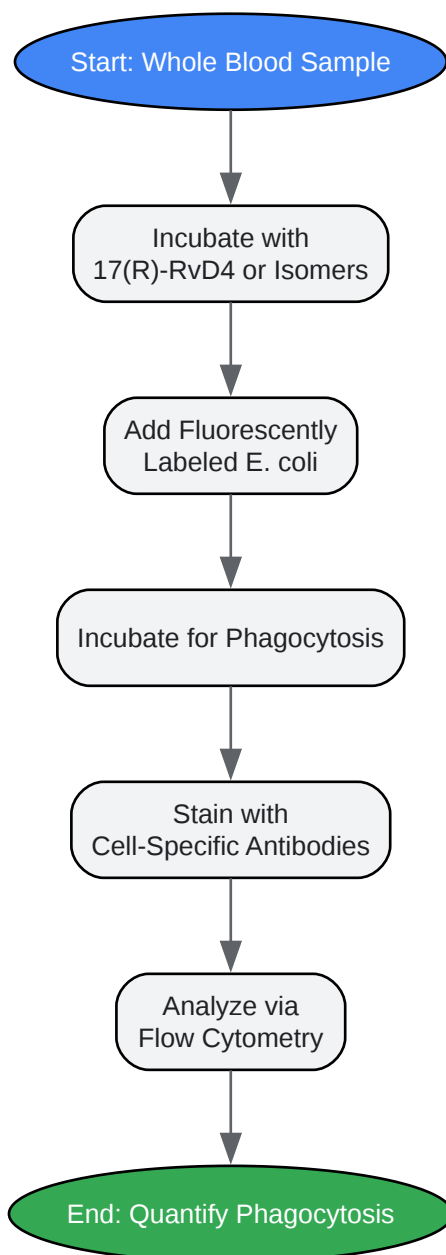 Start: Whole Blood Sample
Incubate with
17(R)-RvD4 or Isomers
Add Fluorescently
Labeled E. coli
Incubate for Phagocytosis
Stain with
Cell-Specific Antibodies
Analyze via
Flow Cytometry
End: Quantify Phagocytosis